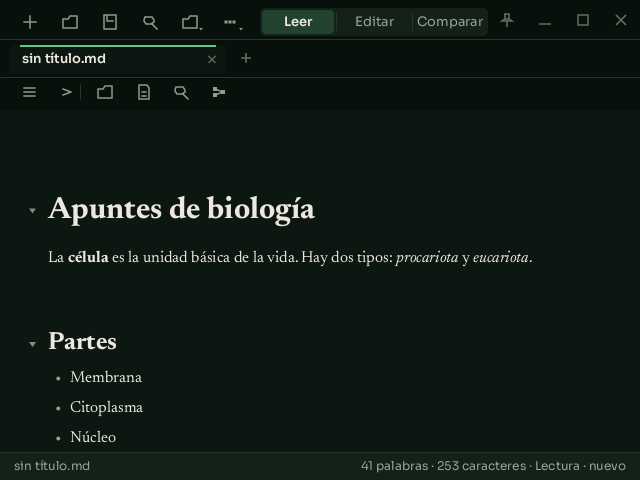 Leer Editar Comparar
sin título.md
Apuntes de biología
La célula es la unidad básica de la vida. Hay dos tipos: procariota y eucariota.
Partes
• Membrana
• Citoplasma
• Núcleo
sin título.md 41 palabras · 253 caracteres · Lectura · nuevo